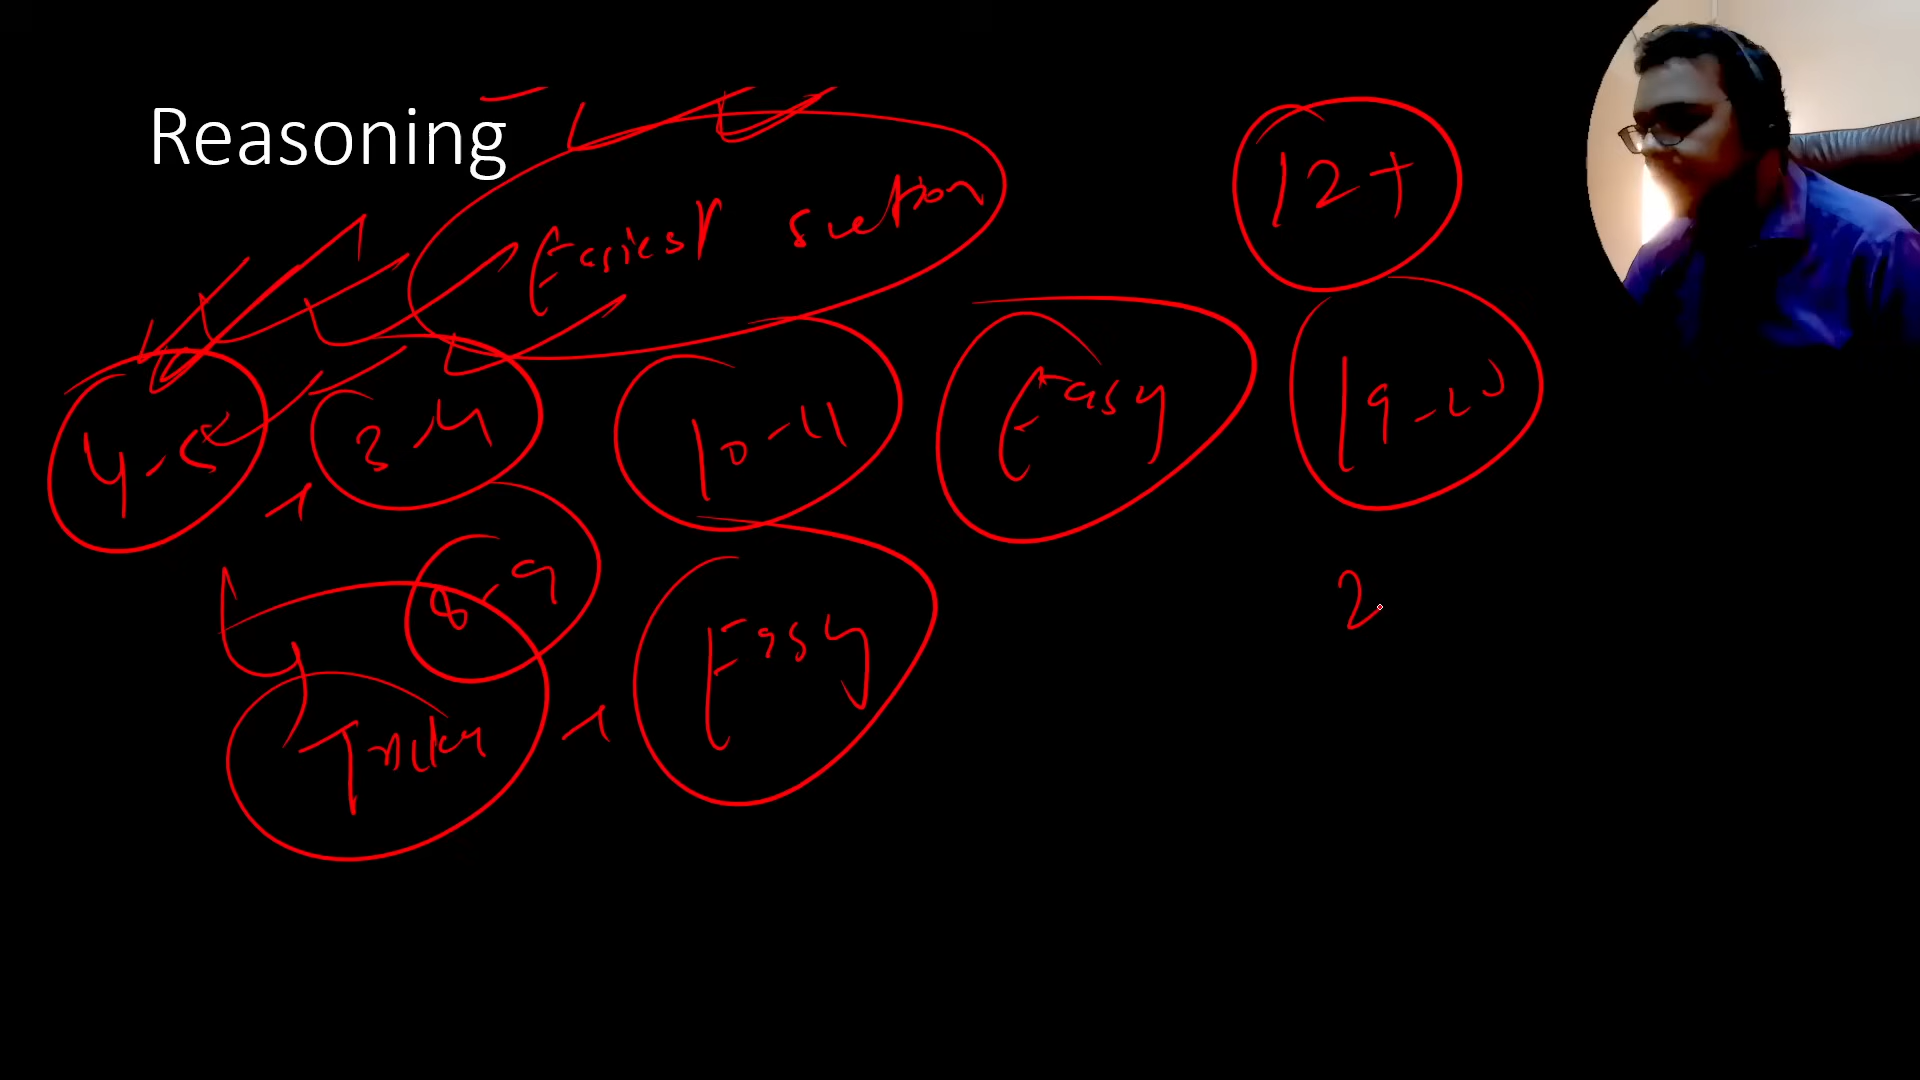 Reasoning
12+
Easiest section
4-5 3-4 10-11 Easy 19-20
8-9
Easy
Tricky
2